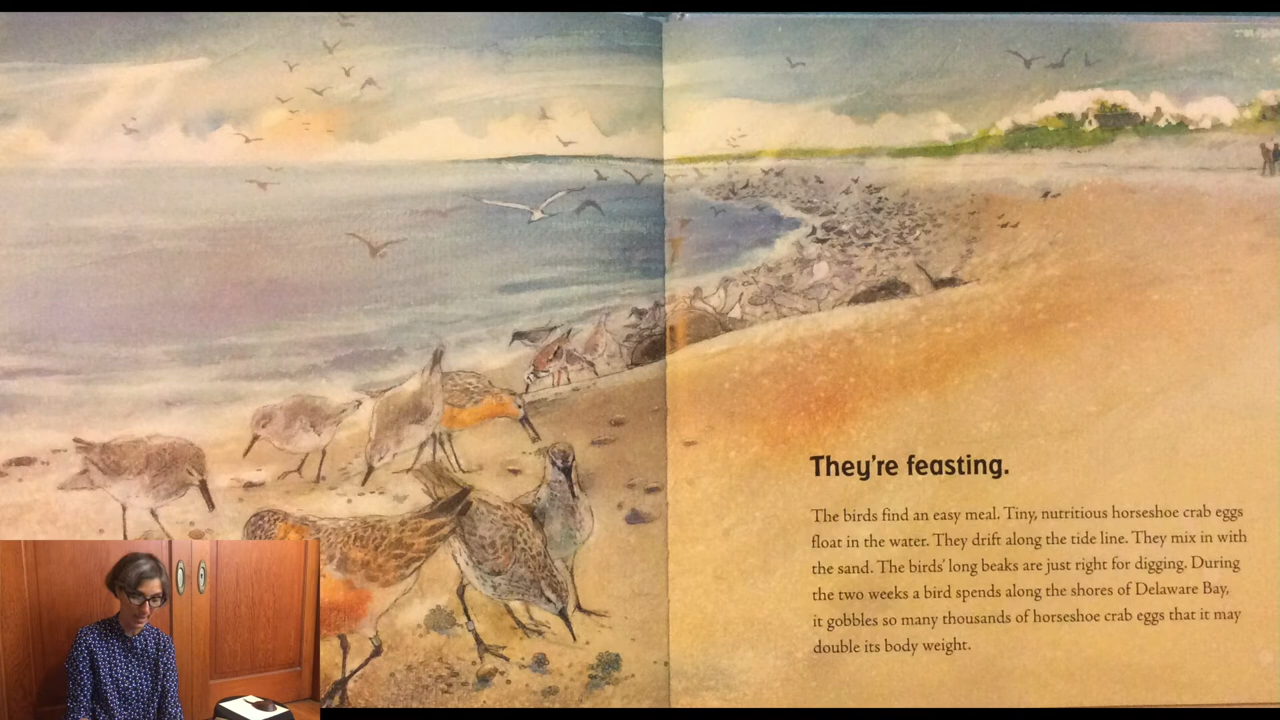 They're feasting.
The birds find an easy meal. Tiny, nutritious horseshoe crab eggs
float in the water. They drift along the tide line. They mix in with
the sand. The birds' long beaks are just right for digging. During
the two weeks a bird spends along the shores of Delaware Bay,
it gobbles so many thousands of horseshoe crab eggs that it may
double its body weight.